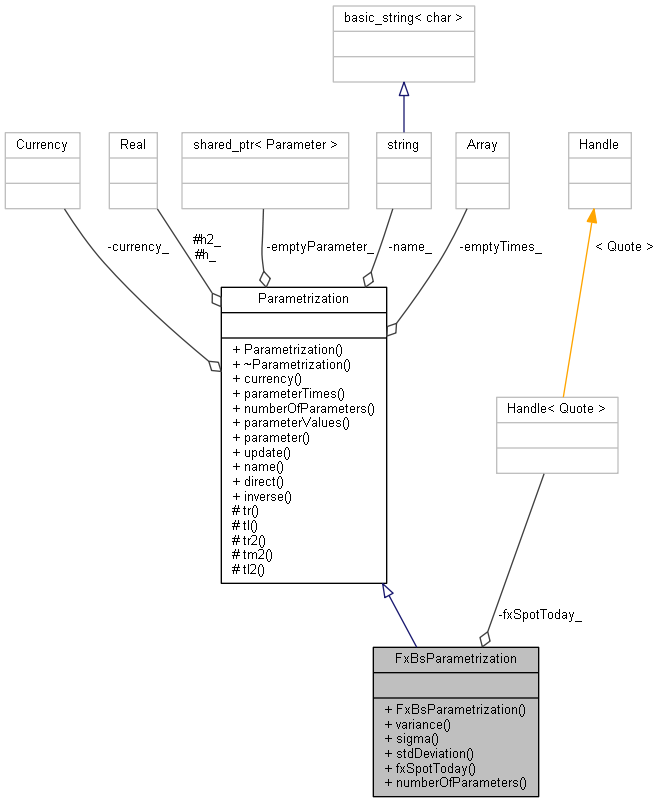 basic_string< char >
Currency
Real
shared_ptr< Parameter >
string
Array
Handle
-currency_
#h2_
#h_
-emptyParameter_
-name_
-emptyTimes_
< Quote >
Parametrization
+ Parametrization()
+ ~Parametrization()
+ currency()
+ parameterTimes()
+ numberOfParameters()
+ parameterValues()
+ parameter()
+ update()
+ name()
+ direct()
+ inverse()
# tr()
# tl()
# tr2()
# tm2()
# tl2()
Handle< Quote >
-fxSpotToday_
FxBsParametrization
+ FxBsParametrization()
+ variance()
+ sigma()
+ stdDeviation()
+ fxSpotToday()
+ numberOfParameters()